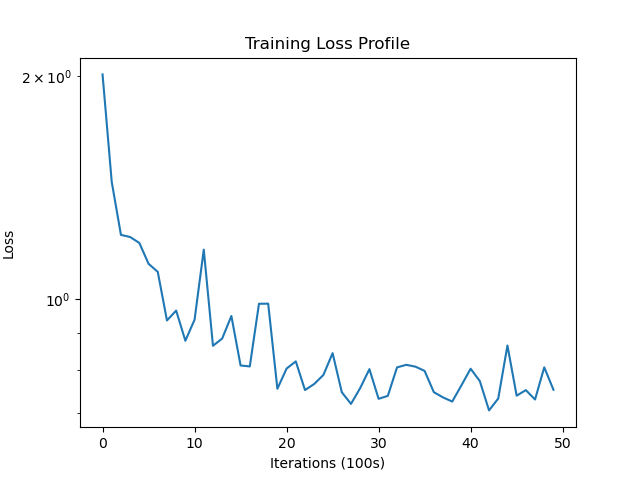 Training Loss Profile
2 × 10⁰
10⁰
Loss
0 10 20 30 40 50
Iterations (100s)